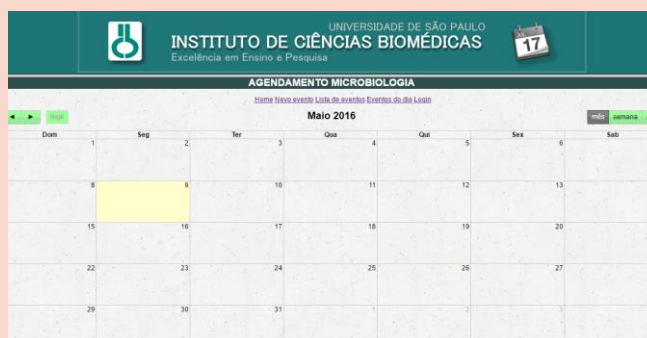 UNIVERSIDADE DE SÃO PAULO
INSTITUTO DE CIÊNCIAS BIOMÉDICAS
Excelência em Ensino e Pesquisa
17
AGENDAMENTO MICROBIOLOGIA
Home Novo evento Lista de eventos Eventos do dia Login
◄ ► hoje Maio 2016 mês semana
Dom Seg Ter Qua Qui Sex Sab
1 2 3 4 5 6
8 9 10 11 12 13
15 16 17 18 19 20
22 23 24 25 26 27
29 30 31 1 2 3